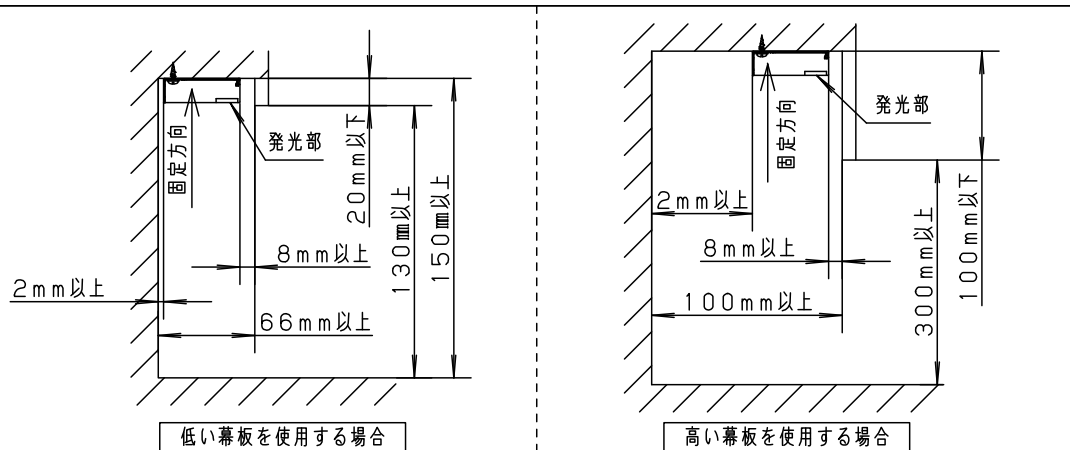 発光部
固定方向
20mm以下
130mm以上
150mm以上
8mm以上
2mm以上
66mm以上
低い幕板を使用する場合
発光部
固定方向
2mm以上
8mm以上
100mm以上
300mm以上
100mm以下
高い幕板を使用する場合